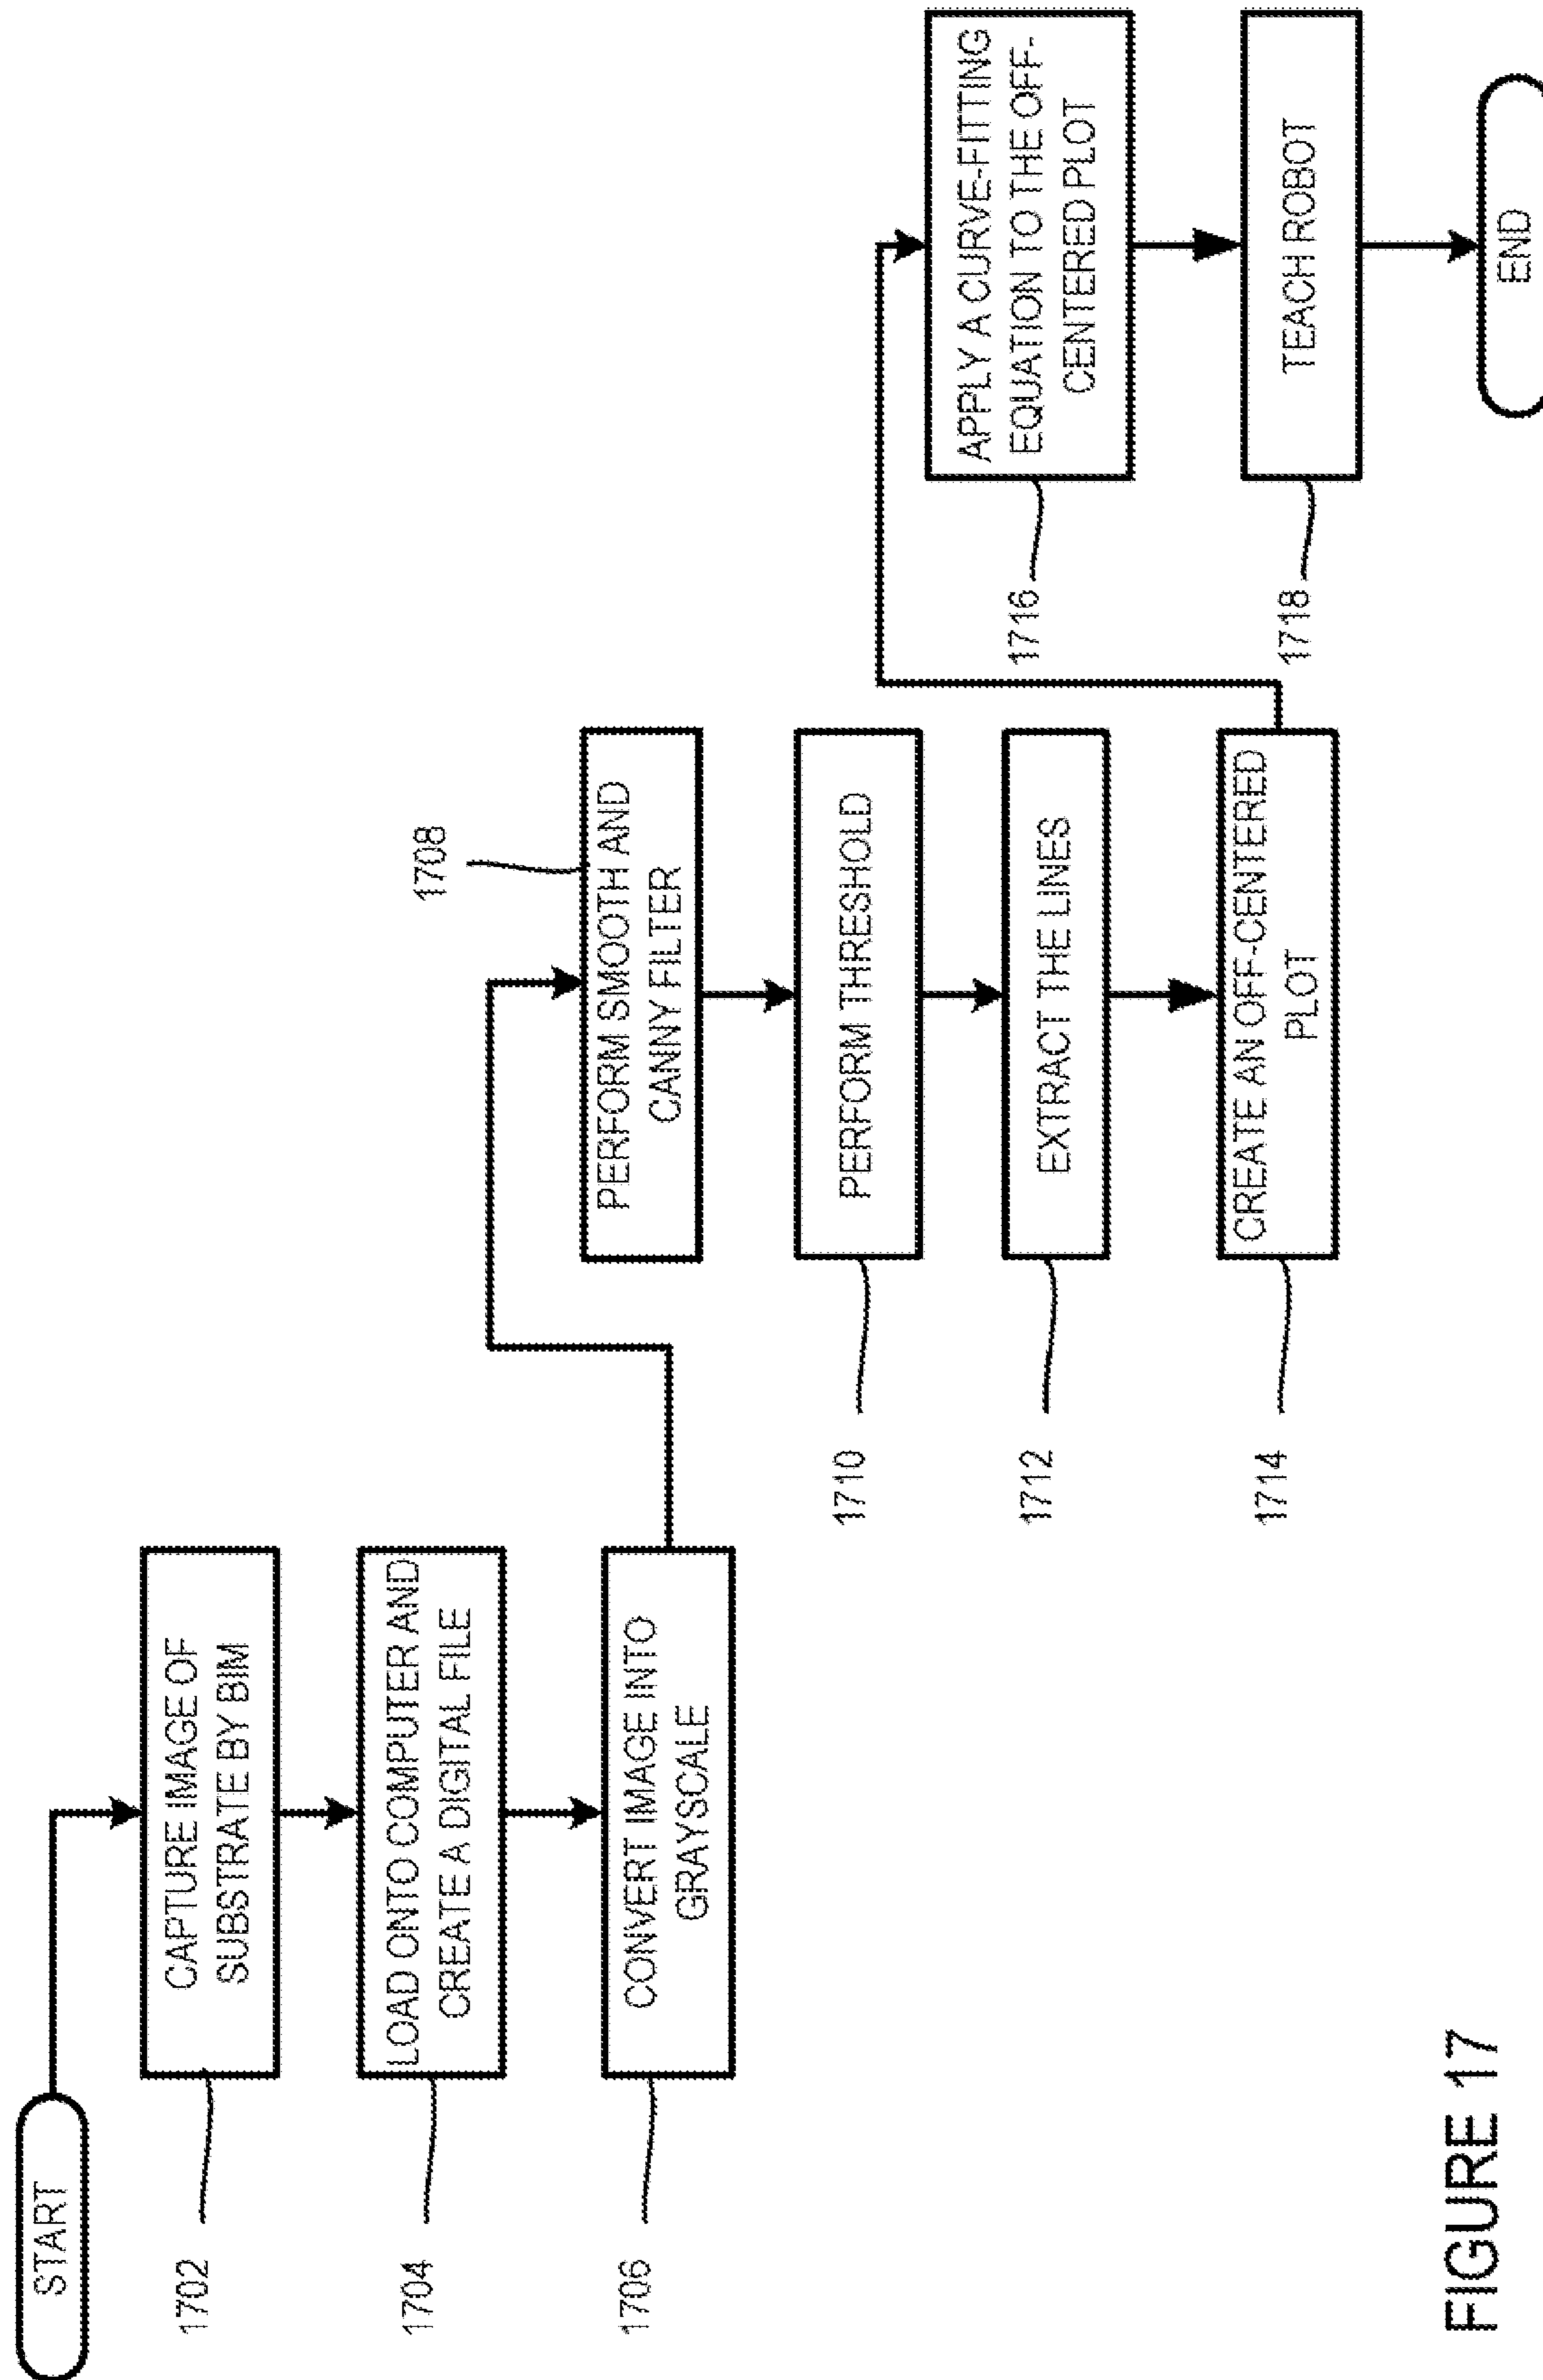 START
1702
CAPTURE IMAGE OF
SUBSTRATE BY BIM
1704
LOAD ONTO COMPUTER AND
CREATE A DIGITAL FILE
1706
CONVERT IMAGE INTO
GRAYSCALE
1708
PERFORM SMOOTH AND
CANNY FILTER
1710
PERFORM THRESHOLD
1712
EXTRACT THE LINES
1714
CREATE AN OFF-CENTERED
PLOT
1716
APPLY A CURVE-FITTING
EQUATION TO THE OFF-
CENTERED PLOT
1718
TEACH ROBOT
END
FIGURE 17